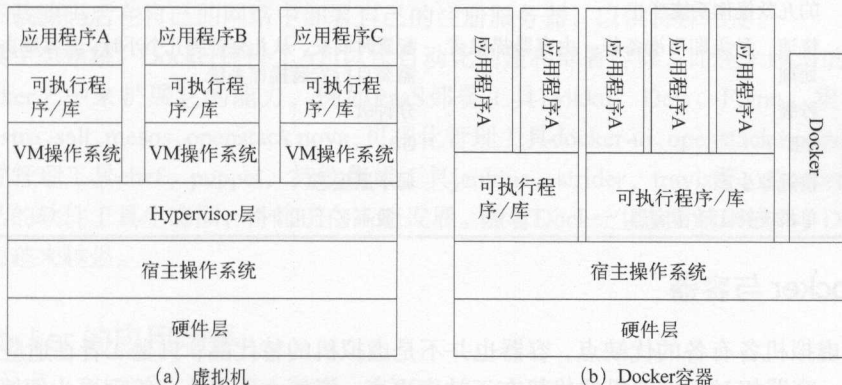 应用程序A 应用程序B 应用程序C
可执行程序/库 可执行程序/库 可执行程序/库
VM操作系统 VM操作系统 VM操作系统
Hypervisor层
宿主操作系统
硬件层
(a) 虚拟机
应用程序A
应用程序A
应用程序A
应用程序A
应用程序A
Docker
可执行程序/库
可执行程序/库
宿主操作系统
硬件层
(b) Docker容器